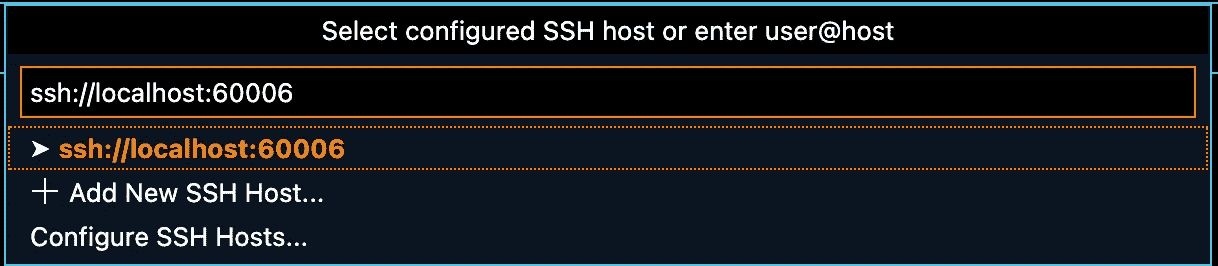 Select configured SSH host or enter user@host
ssh://localhost:60006
➤ ssh://localhost:60006
+ Add New SSH Host...
Configure SSH Hosts...